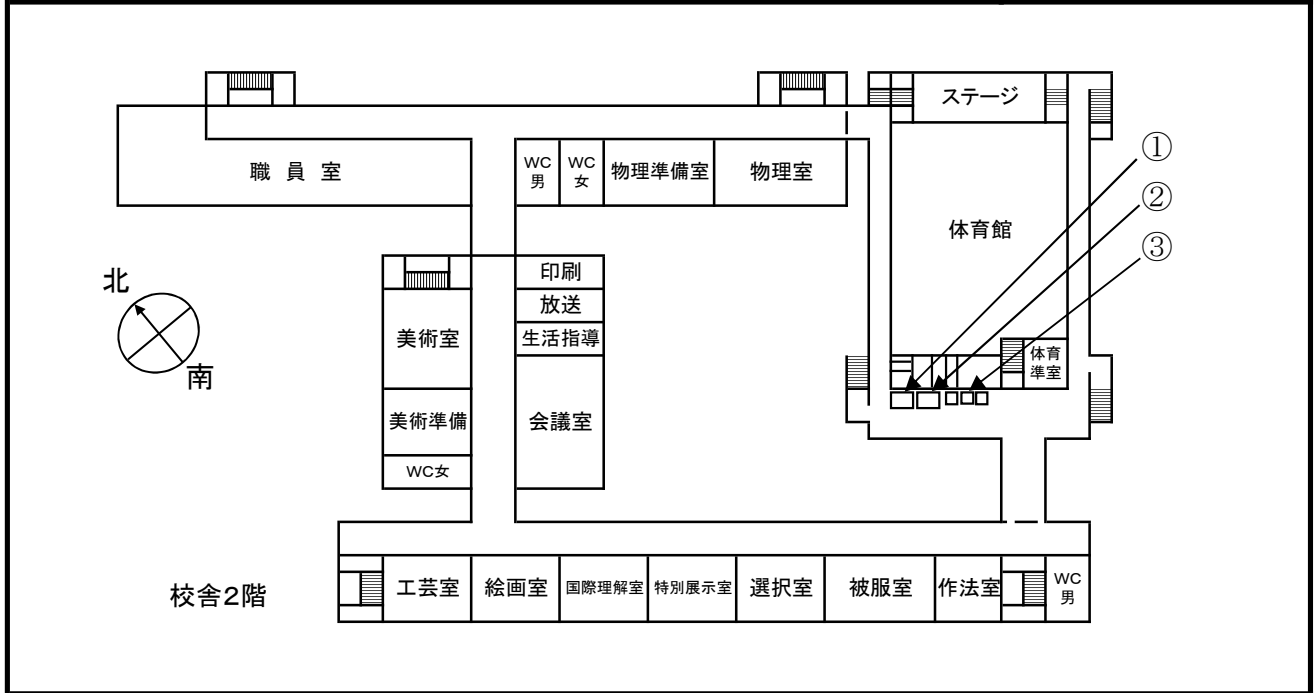 ステージ
①
職 員 室
WC
男
WC
女
物理準備室
物理室
②
体育館
③
北
南
印刷
放送
生活指導
美術室
体育
準室
美術準備
会議室
WC女
校舎2階
工芸室
絵画室
国際理解室
特別展示室
選択室
被服室
作法室
WC
男